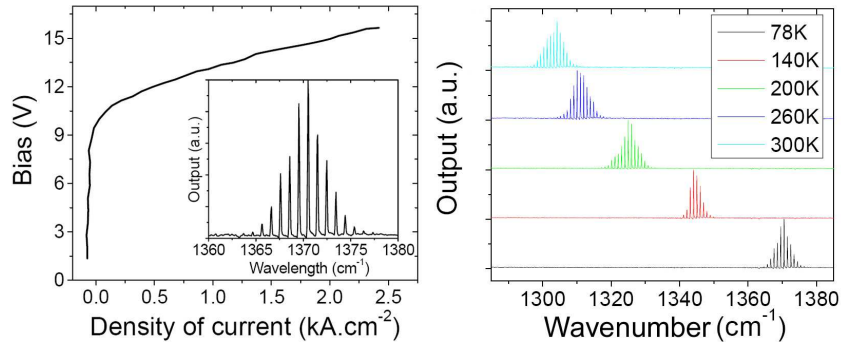 Bias (V)
15
12
9
6
3
0
0.0 0.5 1.0 1.5 2.0 2.5
Density of current (kA.cm-2)
Output (a.u.)
1360 1365 1370 1375 1380
Wavelength (cm-1)
Output (a.u.)
78K
140K
200K
260K
300K
1300 1320 1340 1360 1380
Wavenumber (cm-1)